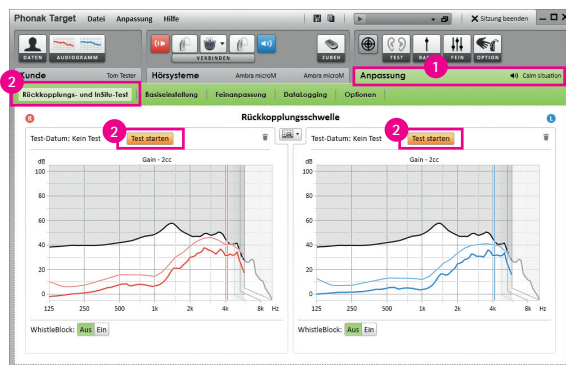 Phonak Target Datei Anpassung Hilfe Sitzung beenden
DATEN AUDIOGRAMM VERBINDEN ZUBEH TEST BA FEIN OPTION
1
Kunde Tom Tester Hörsysteme Ambra microM Ambra microM Anpassung Calm situation
2
Rückkopplungs- und InSitu-Test Basiseinstellung Feinanpassung DataLogging Optionen
R Rückkopplungsschwelle L
2 2
Test-Datum: Kein Test Test starten Test-Datum: Kein Test Test starten
dB Gain - 2cc dB Gain - 2cc
100 100
80 80
60 60
40 40
20 20
0 0
125 250 500 1k 2k 4k 8k Hz 125 250 500 1k 2k 4k 8k Hz
WhistleBlock: Aus Ein WhistleBlock: Aus Ein